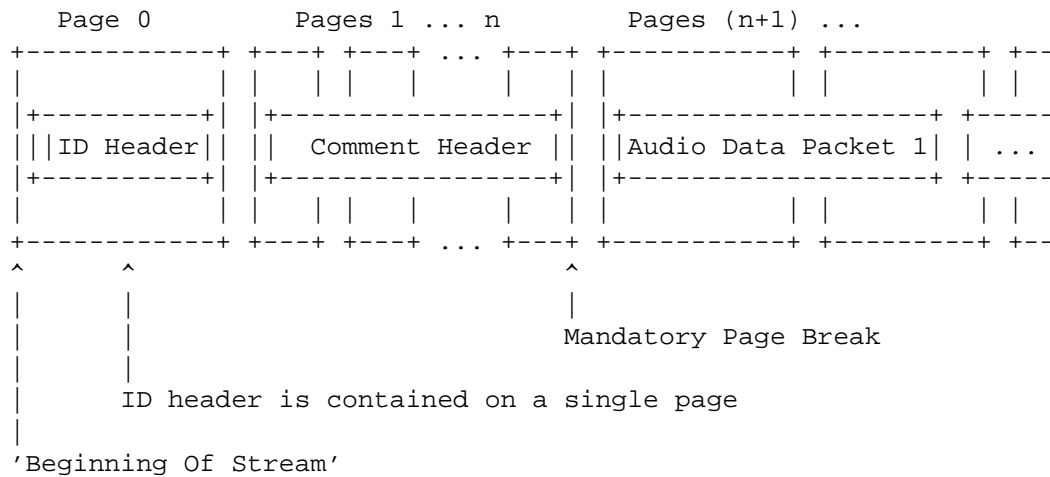 Page 0 Pages 1 ... n Pages (n+1) ...
...
ID Header Comment Header Audio Data Packet 1 ...
...
Mandatory Page Break
ID header is contained on a single page
'Beginning Of Stream'